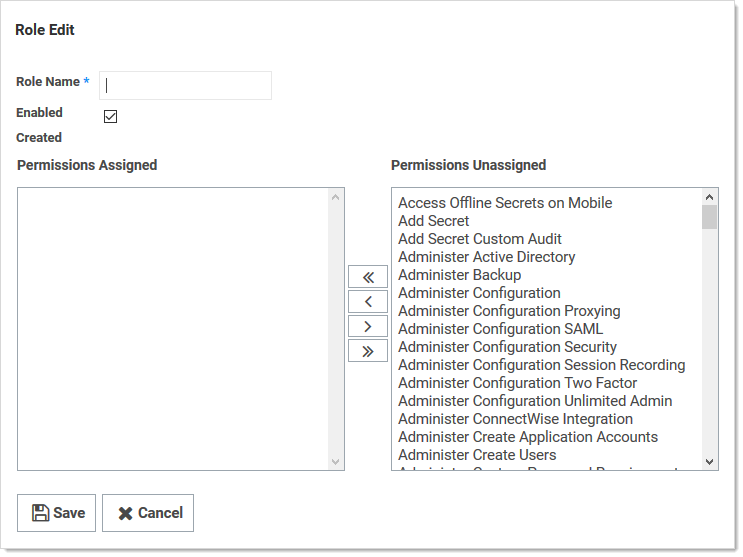 Role Edit
Role Name *
Enabled
Created
Permissions Assigned
Permissions Unassigned
Access Offline Secrets on Mobile
Add Secret
Add Secret Custom Audit
Administer Active Directory
Administer Backup
Administer Configuration
Administer Configuration Proxying
Administer Configuration SAML
Administer Configuration Security
Administer Configuration Session Recording
Administer Configuration Two Factor
Administer Configuration Unlimited Admin
Administer ConnectWise Integration
Administer Create Application Accounts
Administer Create Users
Save
Cancel